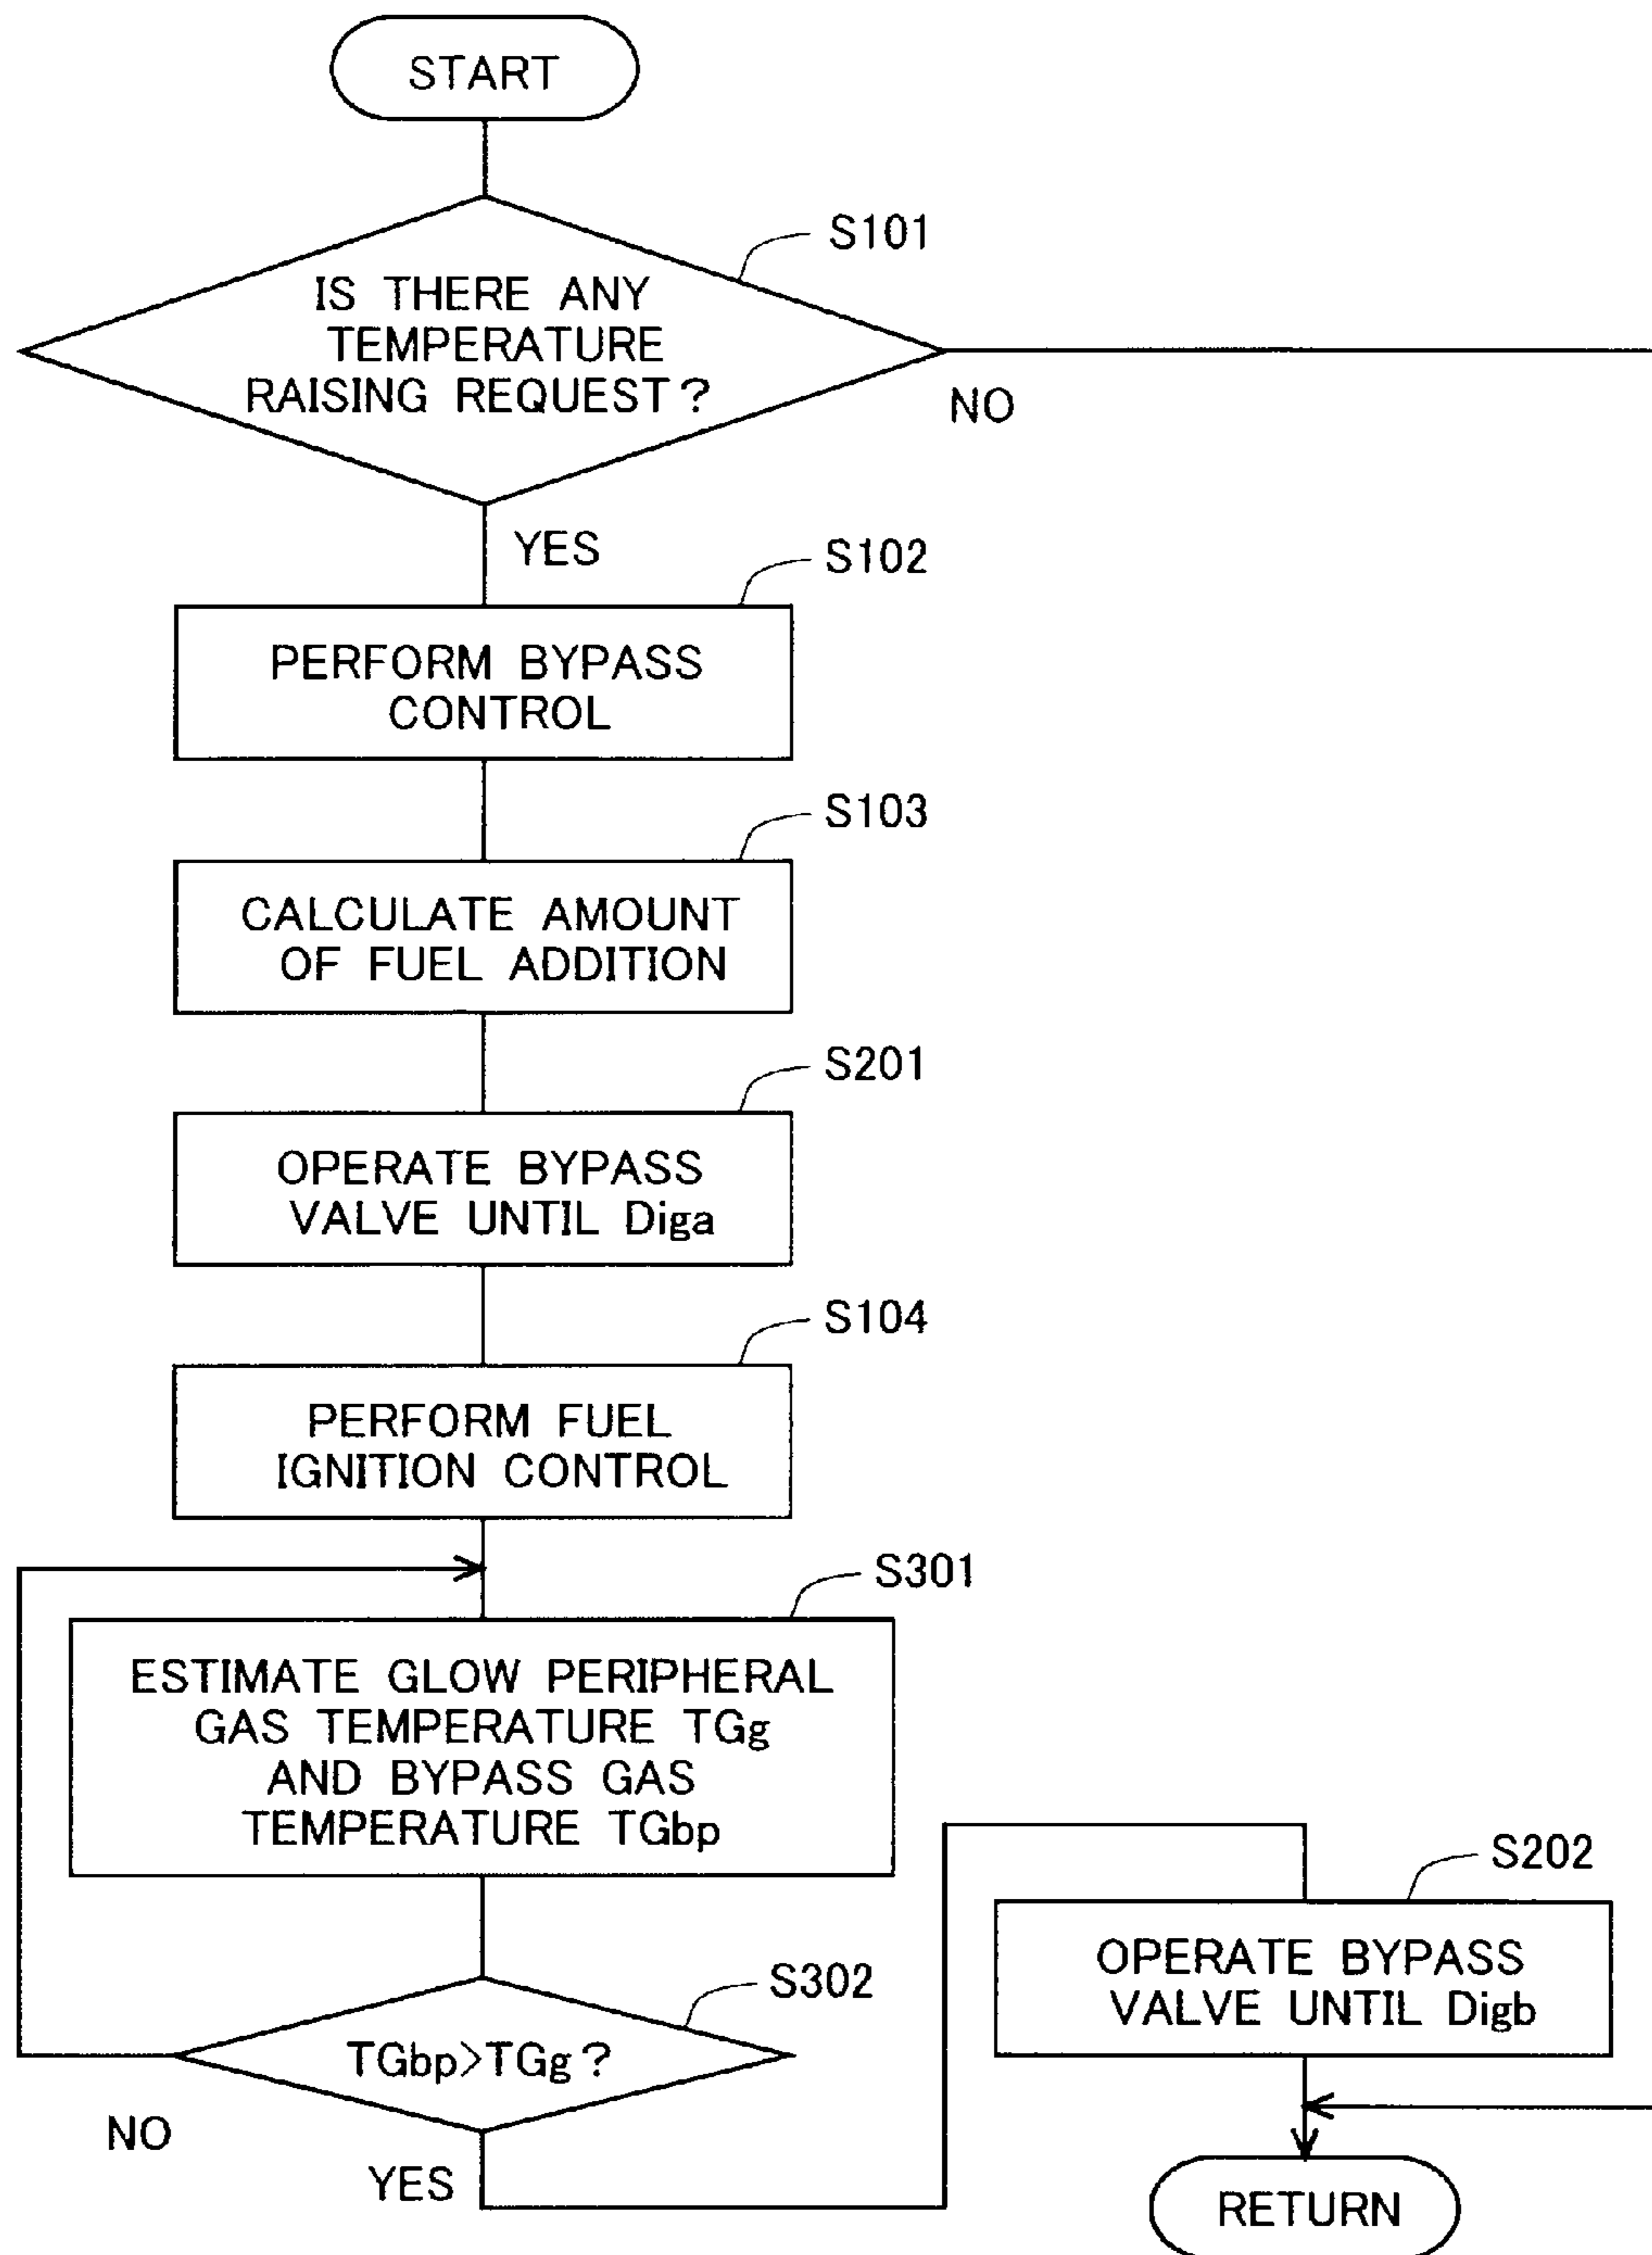 START
S101
IS THERE ANY
TEMPERATURE
RAISING REQUEST?
NO
YES
S102
PERFORM BYPASS
CONTROL
S103
CALCULATE AMOUNT
OF FUEL ADDITION
S201
OPERATE BYPASS
VALVE UNTIL Diga
S104
PERFORM FUEL
IGNITION CONTROL
S301
ESTIMATE GLOW PERIPHERAL
GAS TEMPERATURE TGg
AND BYPASS GAS
TEMPERATURE TGbp
S302
TGbp>TGg?
NO
YES
S202
OPERATE BYPASS
VALVE UNTIL Digb
RETURN